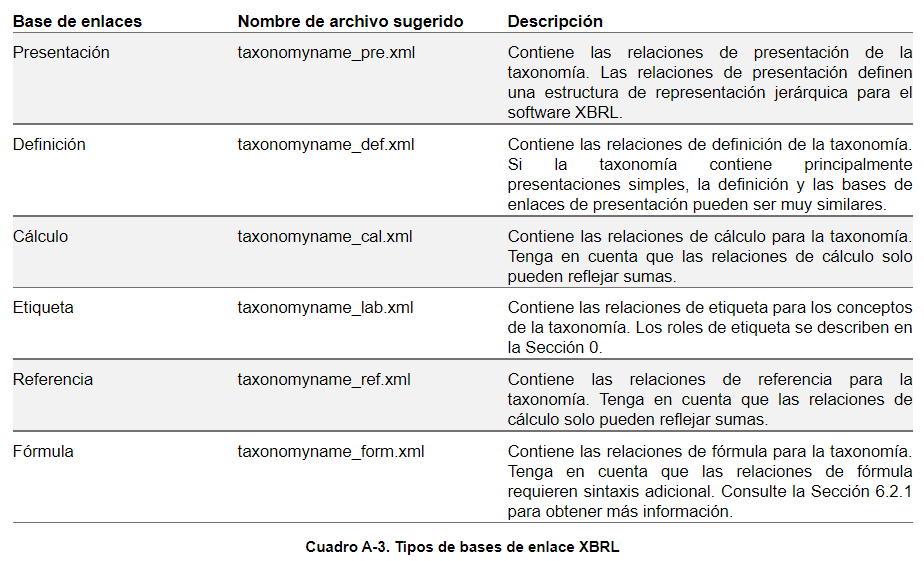 Base de enlaces Nombre de archivo sugerido Descripción
Presentación taxonomyname_pre.xml Contiene las relaciones de presentación de la
taxonomía. Las relaciones de presentación definen
una estructura de representación jerárquica para el
software XBRL.
Definición taxonomyname_def.xml Contiene las relaciones de definición de la taxonomía.
Si la taxonomía contiene principalmente
presentaciones simples, la definición y las bases de
enlaces de presentación pueden ser muy similares.
Cálculo taxonomyname_cal.xml Contiene las relaciones de cálculo para la taxonomía.
Tenga en cuenta que las relaciones de cálculo solo
pueden reflejar sumas.
Etiqueta taxonomyname_lab.xml Contiene las relaciones de etiqueta para los conceptos
de la taxonomía. Los roles de etiqueta se describen en
la Sección 0.
Referencia taxonomyname_ref.xml Contiene las relaciones de referencia para la
taxonomía. Tenga en cuenta que las relaciones de
cálculo solo pueden reflejar sumas.
Fórmula taxonomyname_form.xml Contiene las relaciones de fórmula para la taxonomía.
Tenga en cuenta que las relaciones de fórmula
requieren sintaxis adicional. Consulte la Sección 6.2.1
para obtener más información.
Cuadro A-3. Tipos de bases de enlace XBRL